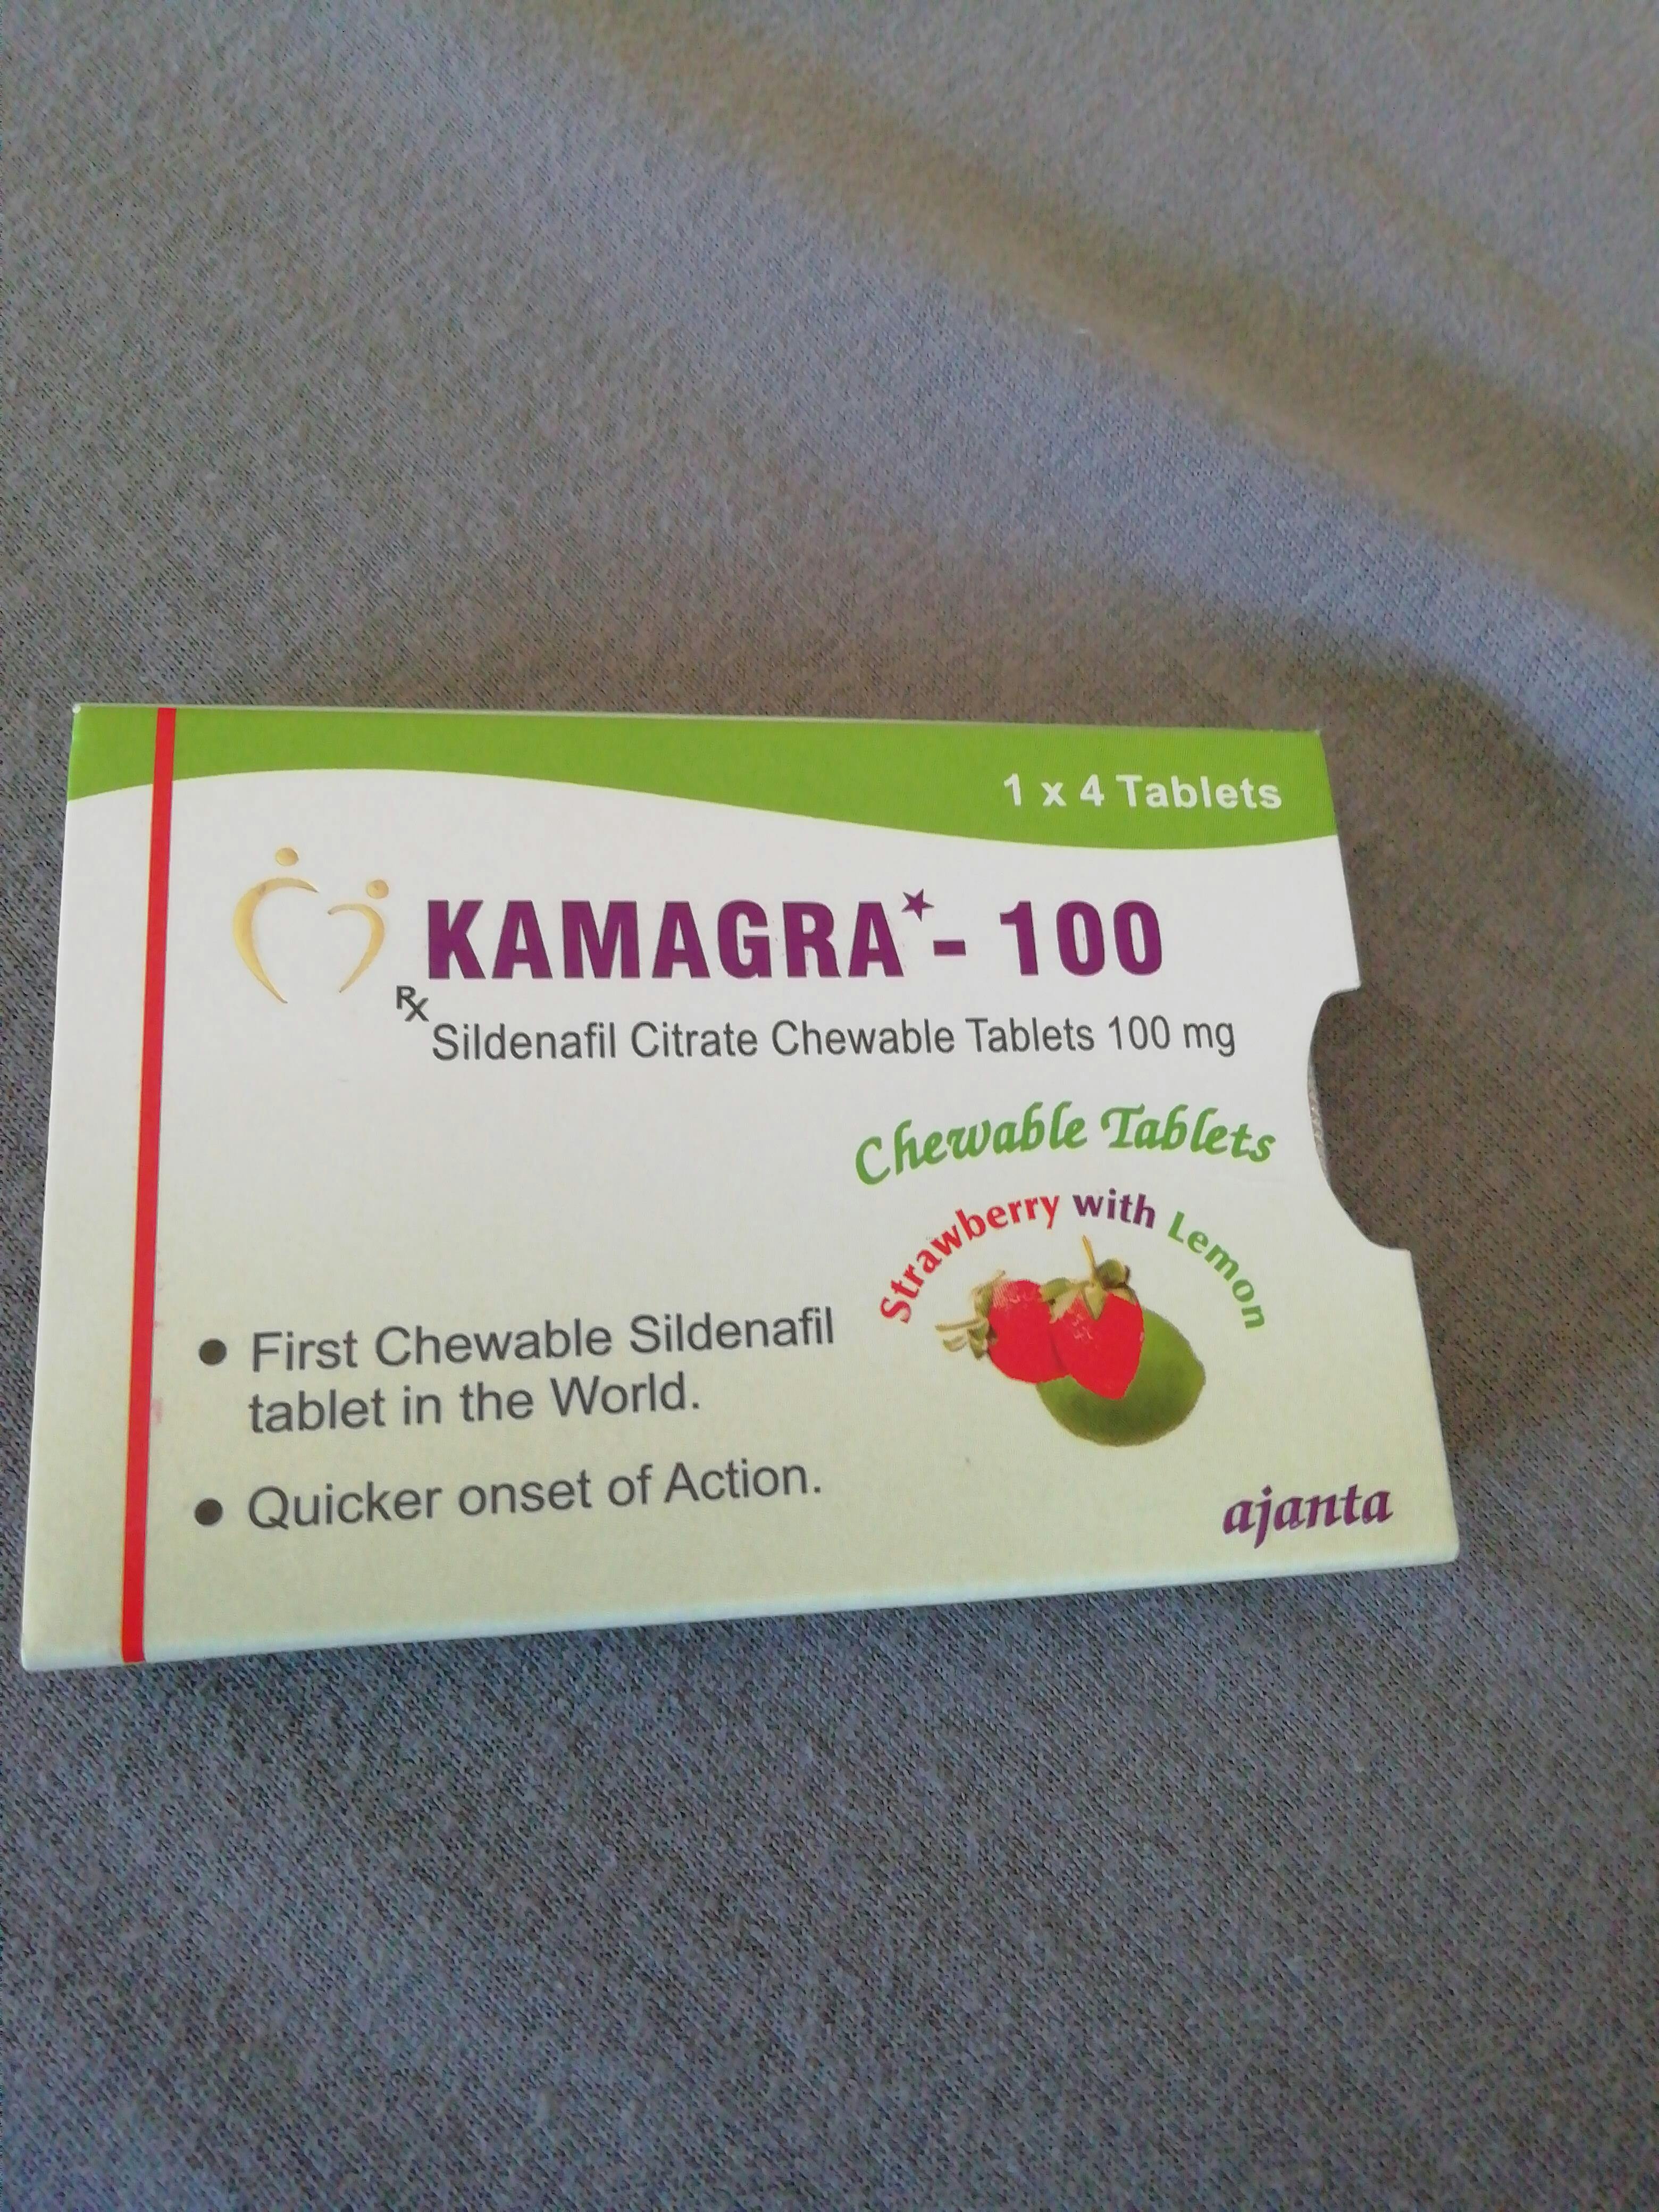 1 x 4 Tablets
KAMAGRA★- 100
Rx
Sildenafil Citrate Chewable Tablets 100 mg
Chewable Tablets
Strawberry with Lemon
● First Chewable Sildenafil
tablet in the World.
● Quicker onset of Action.
ajanta